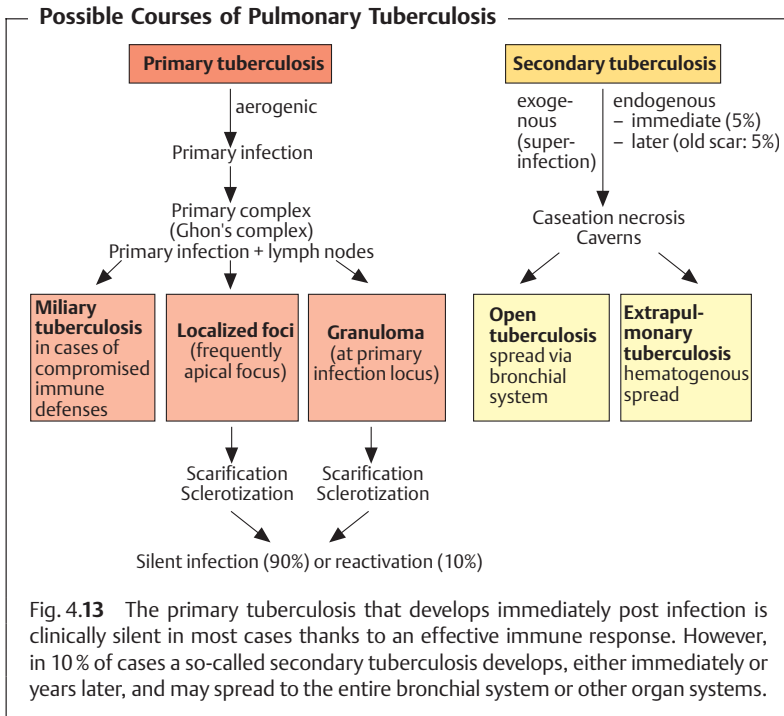 Possible Courses of Pulmonary Tuberculosis
Primary tuberculosis
aerogenic
Primary infection
Primary complex
(Ghon's complex)
Primary infection + lymph nodes
Miliary
tuberculosis
in cases of
compromised
immune
defenses
Localized foci
(frequently
apical focus)
Granuloma
(at primary
infection locus)
Scarification
Sclerotization
Scarification
Sclerotization
Silent infection (90%) or reactivation (10%)
Secondary tuberculosis
exoge-
nous
(super-
infection)
endogenous
– immediate (5%)
– later (old scar: 5%)
Caseation necrosis
Caverns
Open
tuberculosis
spread via
bronchial
system
Extrapul-
monary
tuberculosis
hematogenous
spread
Fig. 4.13 The primary tuberculosis that develops immediately post infection is
clinically silent in most cases thanks to an effective immune response. However,
in 10 % of cases a so-called secondary tuberculosis develops, either immediately or
years later, and may spread to the entire bronchial system or other organ systems.